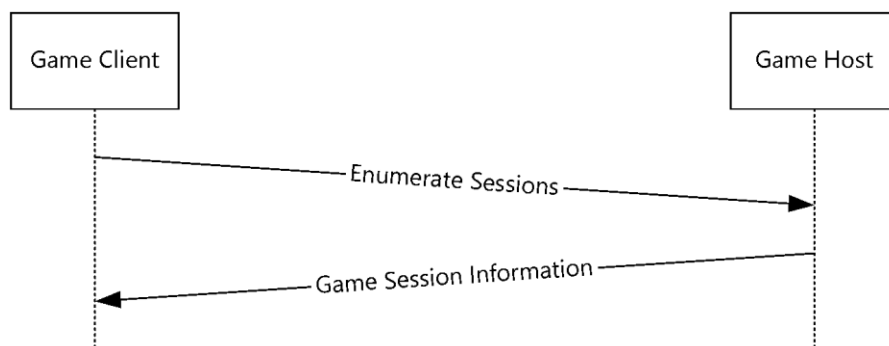 Game Client
Game Host
Enumerate Sessions
Game Session Information